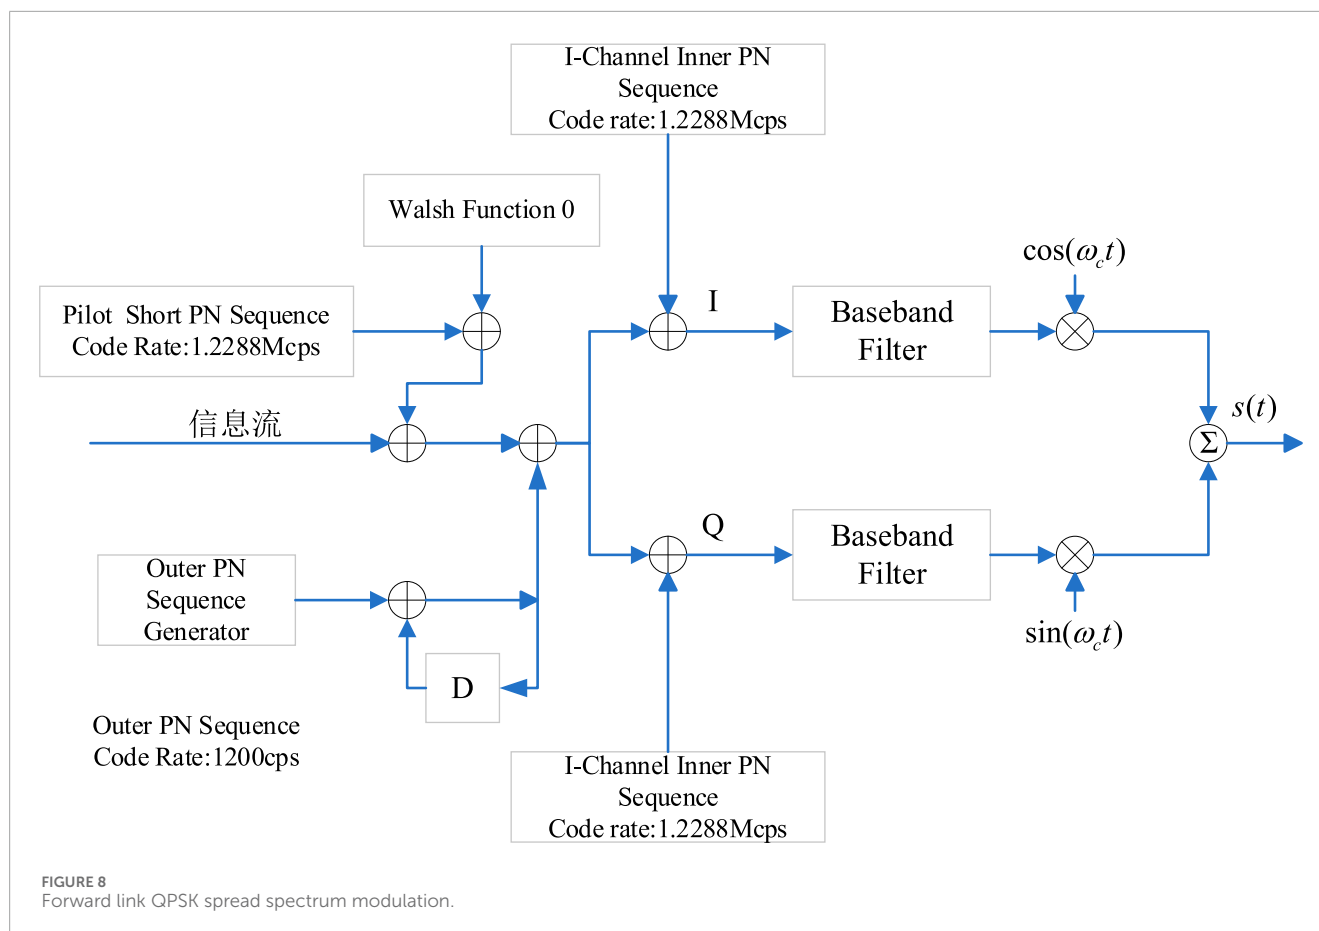 I-Channel Inner PN
Sequence
Code rate:1.2288Mcps
Walsh Function 0
cos(ω_c t)
Pilot Short PN Sequence
Code Rate:1.2288Mcps
I
Baseband
Filter
信息流
s(t)
Σ
Q
Baseband
Filter
Outer PN
Sequence
Generator
sin(ω_c t)
D
Outer PN Sequence
Code Rate:1200cps
I-Channel Inner PN
Sequence
Code rate:1.2288Mcps
FIGURE 8
Forward link QPSK spread spectrum modulation.